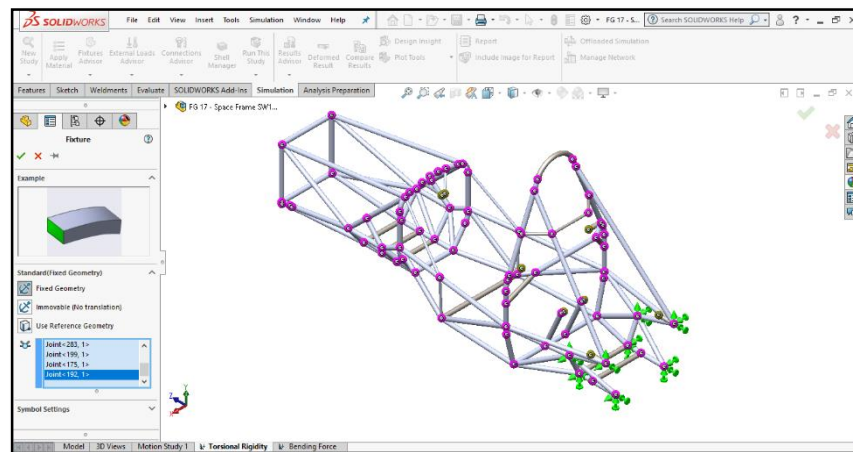 SOLIDWORKS File Edit View Insert Tools Simulation Window Help FG 17 - S... Search SOLIDWORKS Help
New Study
Apply Material
Fixtures Advisor
External Loads Advisor
Connections Advisor
Shell Manager
Run This Study
Results Advisor
Deformed Result
Compare Results
Design Insight
Plot Tools
Report
Include Image for Report
Offloaded Simulation
Manage Network
Features Sketch Weldments Evaluate SOLIDWORKS Add-Ins Simulation Analysis Preparation
FG 17 - Space Frame SW1...
Fixture
Example
Standard(Fixed Geometry)
Fixed Geometry
Immovable (No translation)
Use Reference Geometry
Joint<283, 1>
Joint<199, 1>
Joint<175, 1>
Joint<192, 1>
Symbol Settings
Y
Z
X
Model 3D Views Motion Study 1 Torsional Rigidity Bending Force